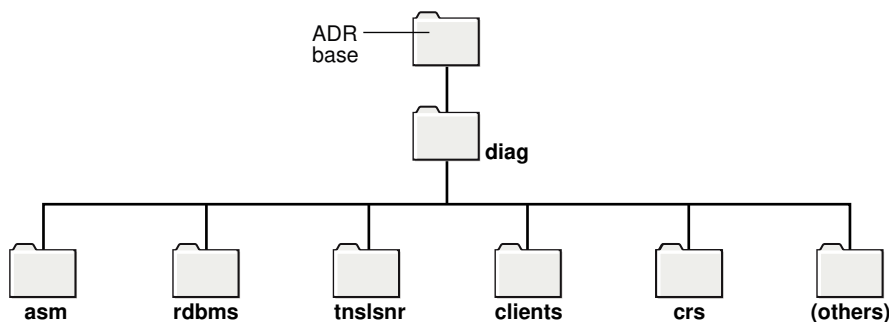 ADR
base
diag
asm
rdbms
tnslsnr
clients
crs
(others)